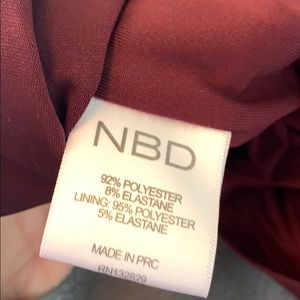 NBD
92% POLYESTER
8% ELASTANE
LINING: 95% POLYESTER
5% ELASTANE
MADE IN PRC
RN132829